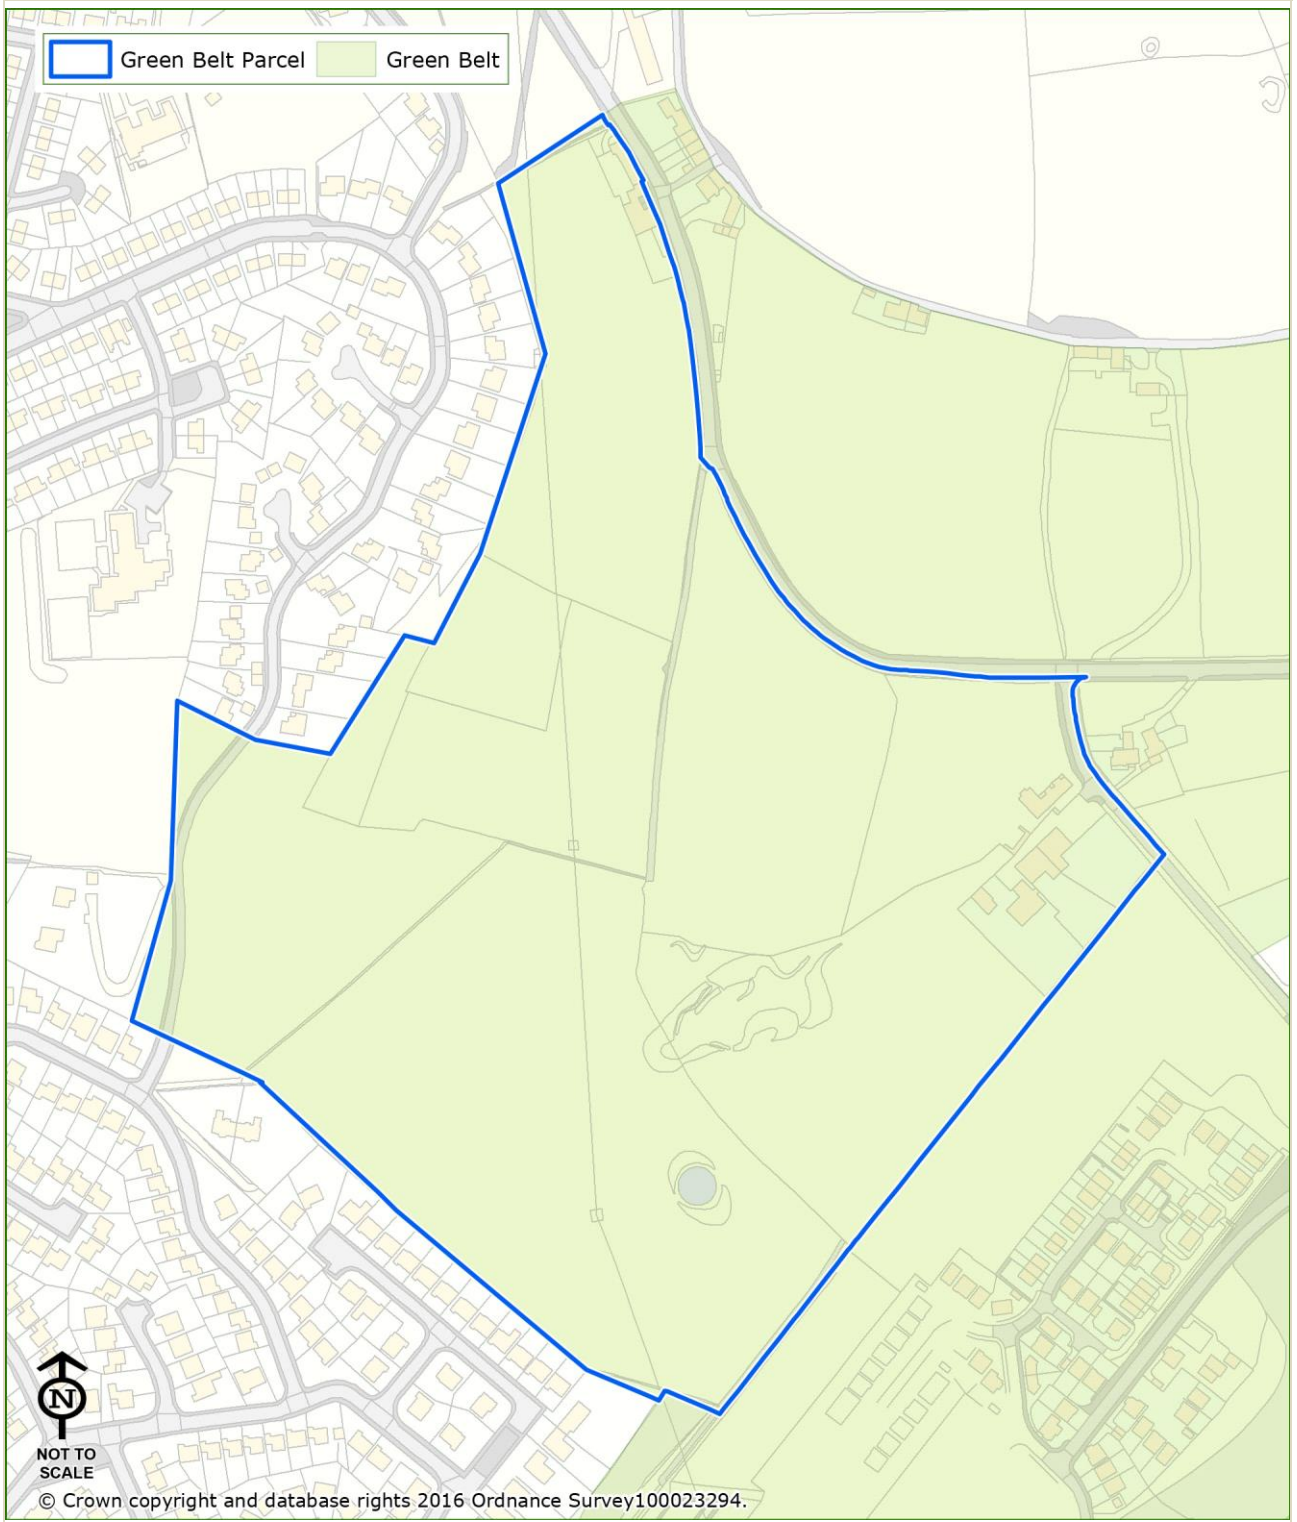 Green Belt Parcel Green Belt
N
NOT TO
SCALE
© Crown copyright and database rights 2016 Ordnance Survey100023294.